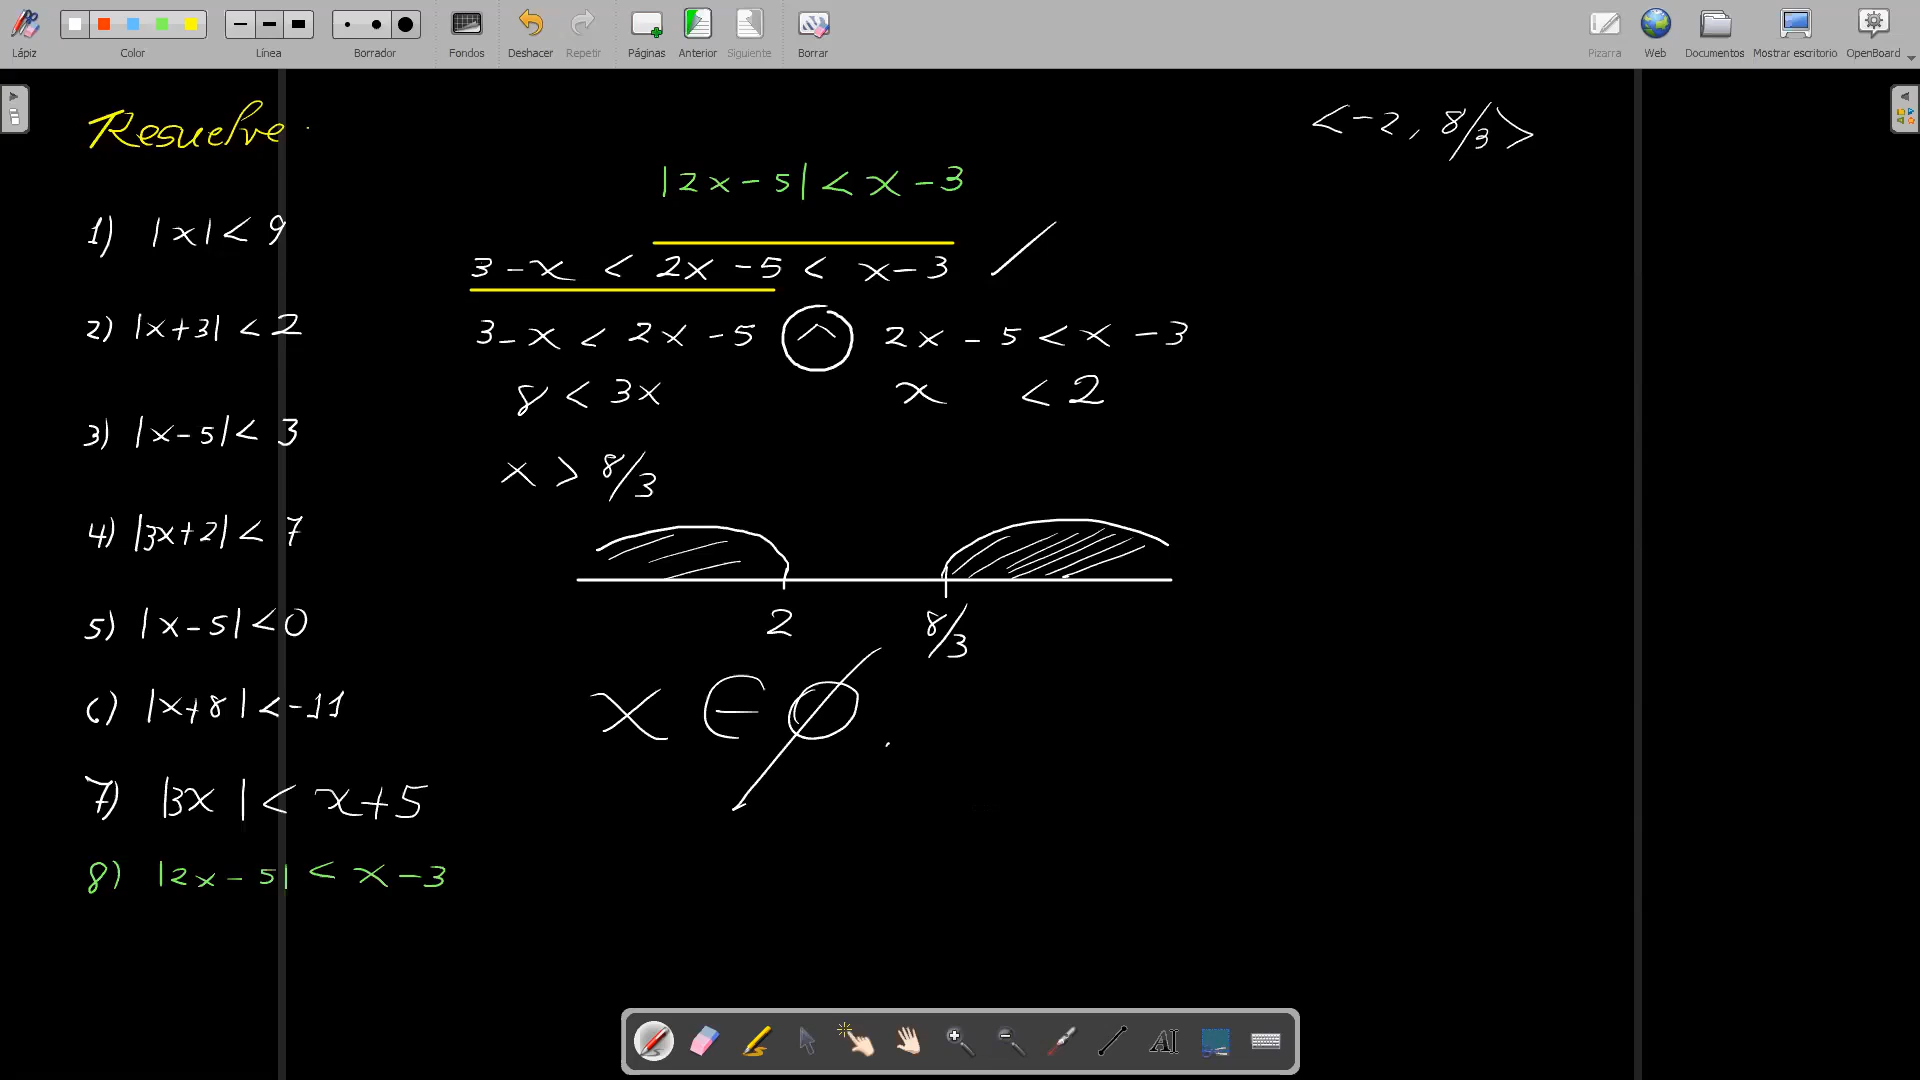 Lápiz Color Línea Borrador Fondos Deshacer Repetir Páginas Anterior Siguiente Borrar Pizarra Web Documentos Mostrar escritorio OpenBoard
Resuelve
<-2, 8/3>
|2x-5| < x-3
1) |x| < 9
3-x < 2x-5 < x-3
2) |x+3| < 2
3-x < 2x-5 ^ 2x-5 < x-3
8 < 3x x < 2
3) |x-5| < 3
x > 8/3
4) |3x+2| < 7
2 8/3
5) |x-5| < 0
x ∈ ∅.
6) |x+8| < -11
7) |3x| < x+5
8) |2x-5| < x-3
AI